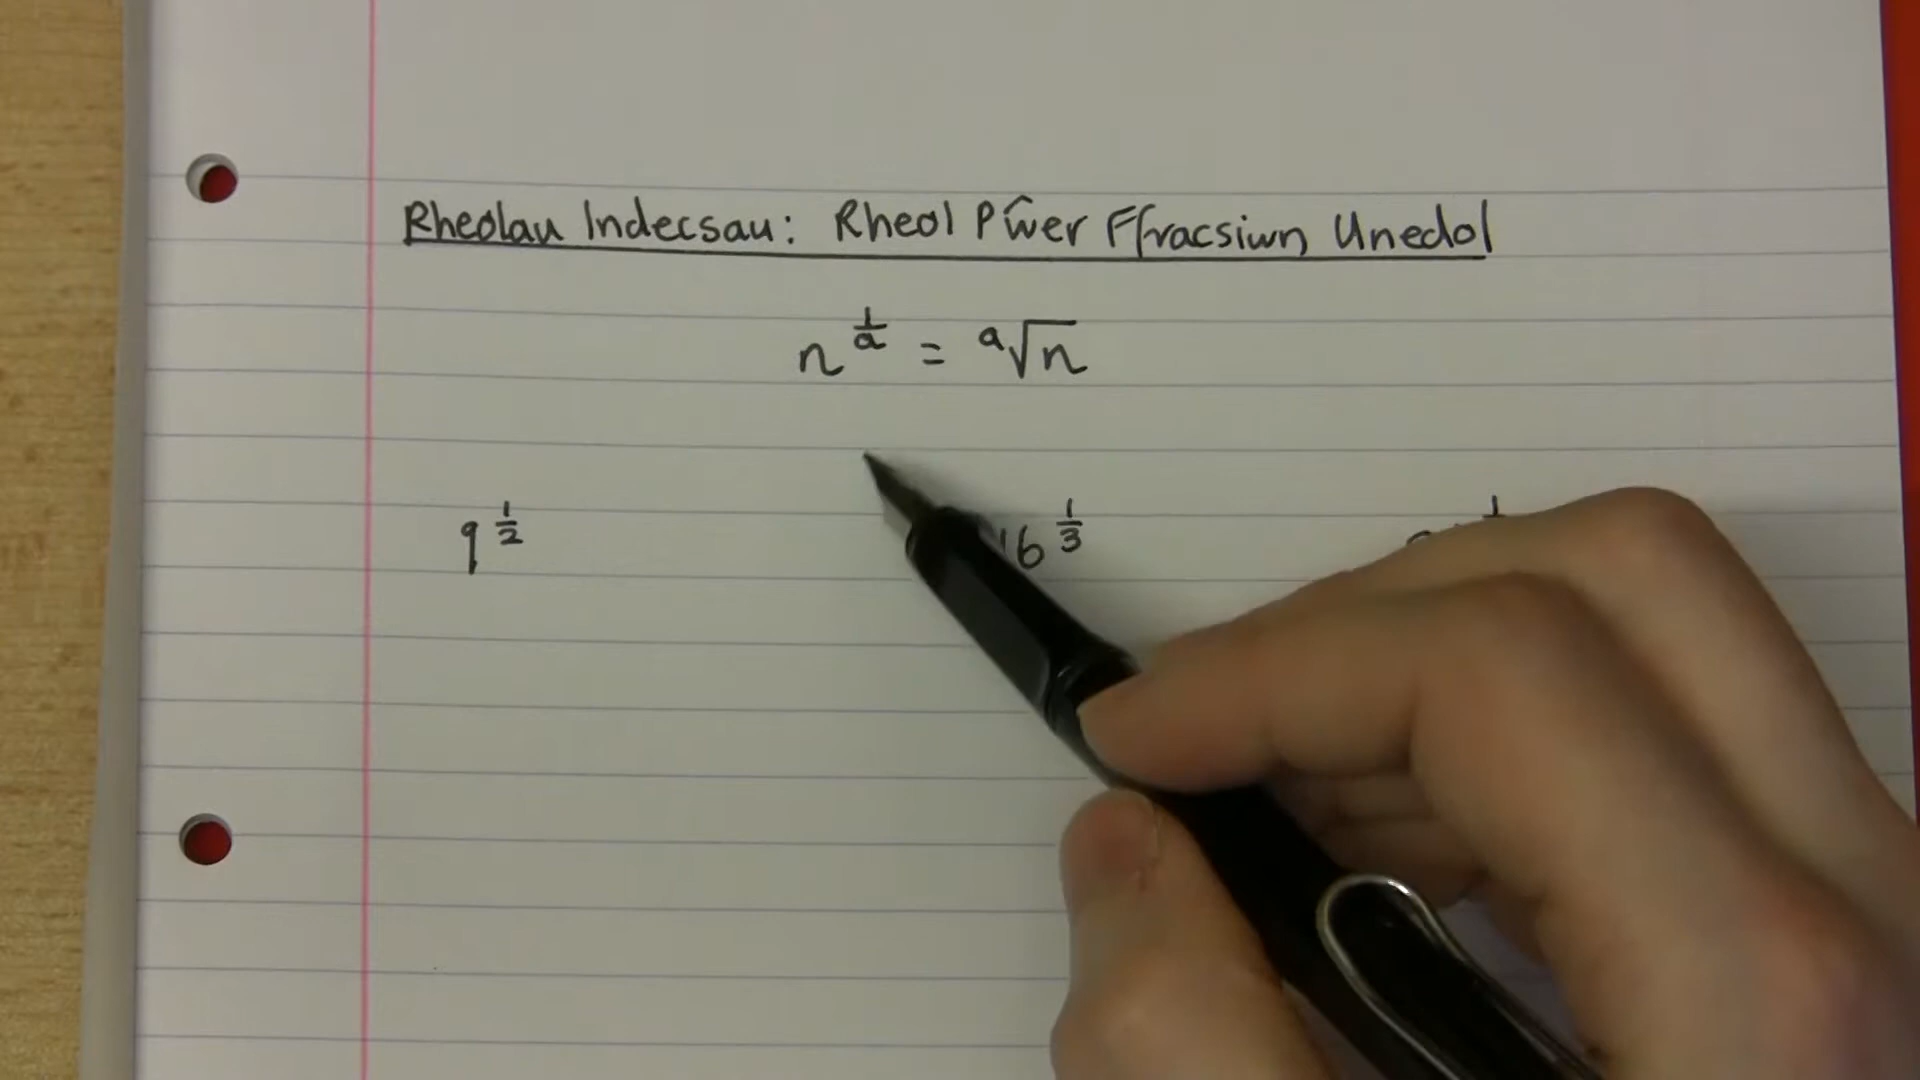 Rheolau Indecsau: Rheol Pŵer Ffracsiwn Unedol
n^(1/a) = ᵃ√n
9^(1/2) 16^(1/3)